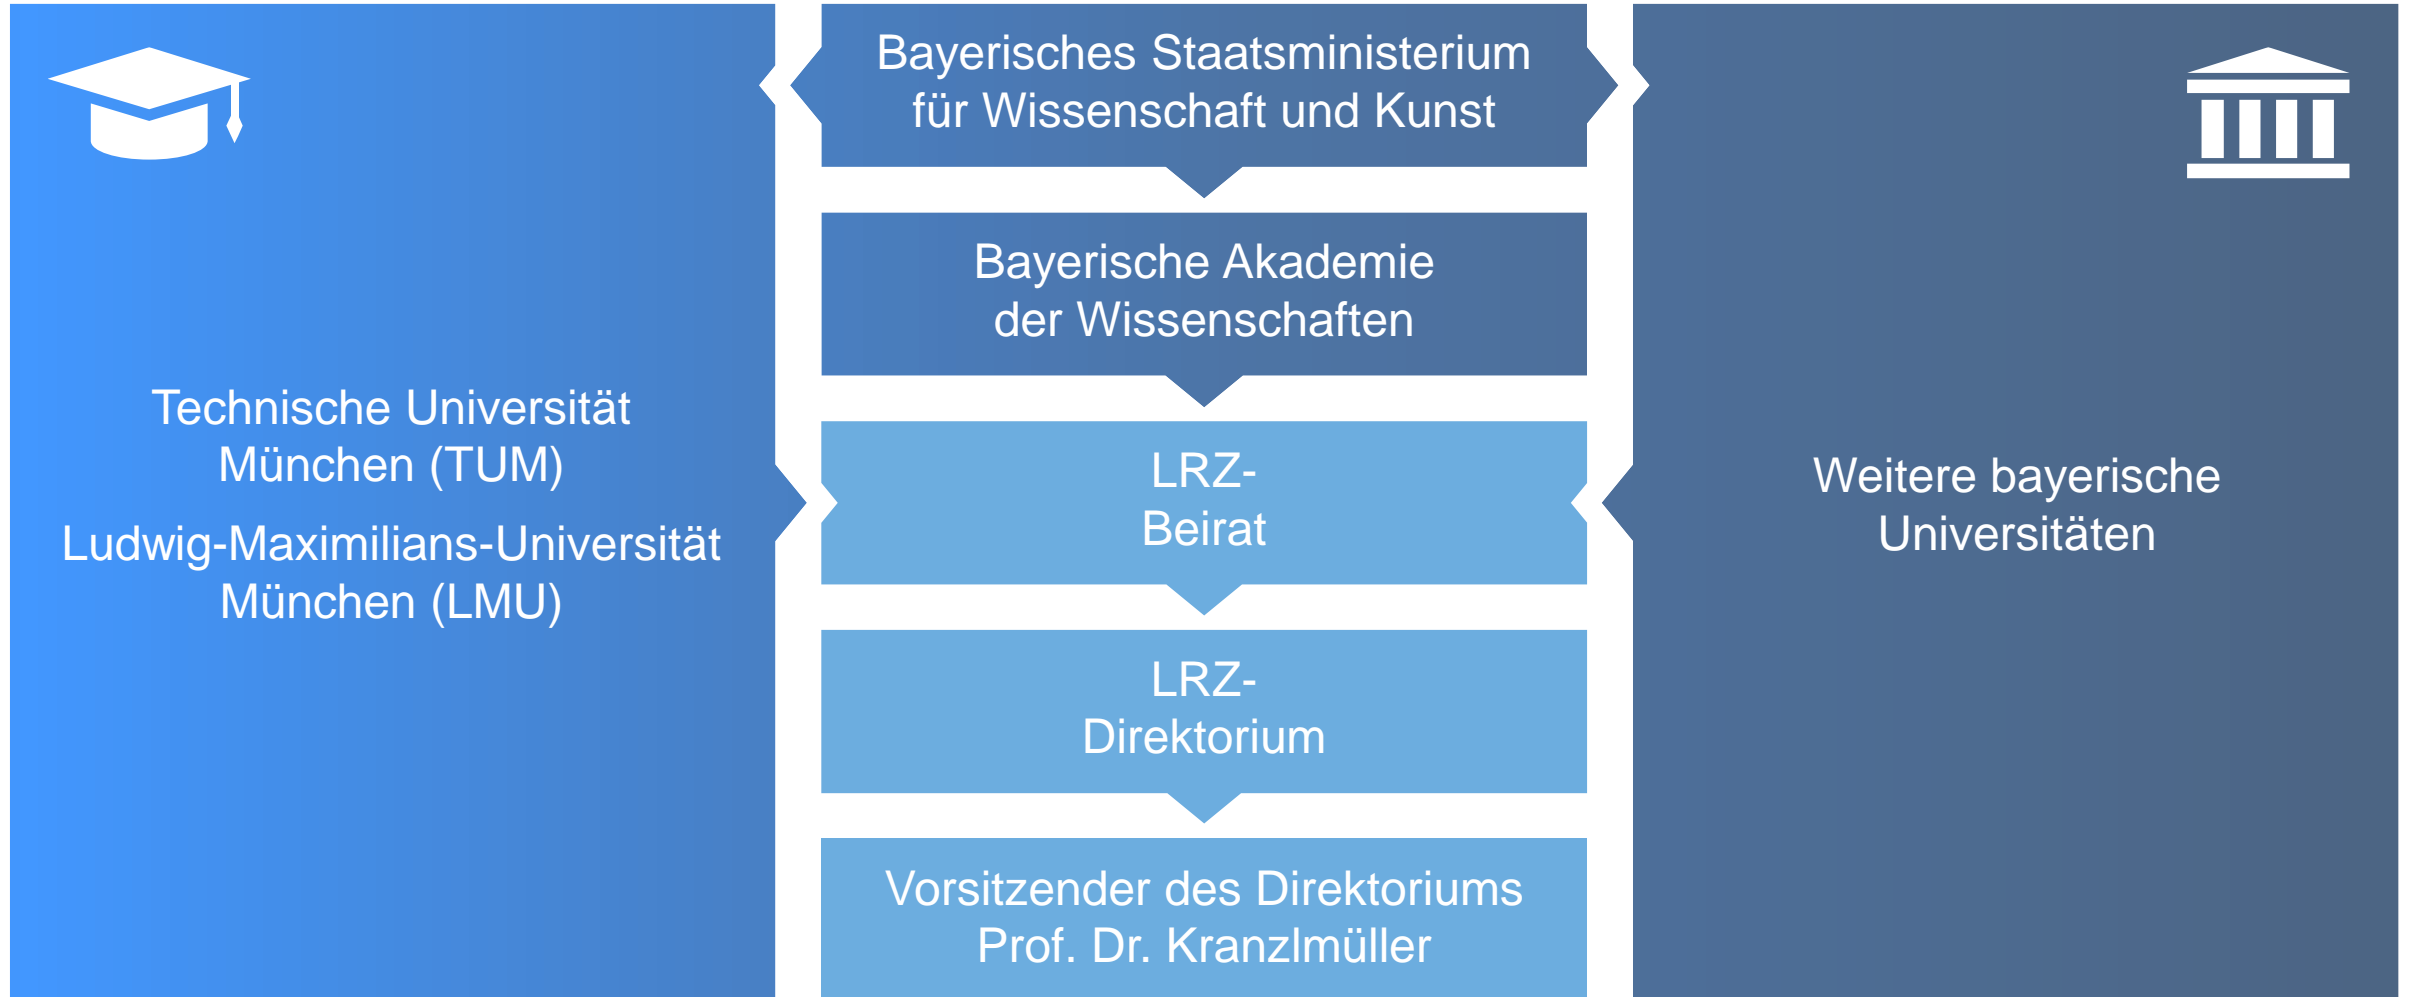 Technische Universität
München (TUM)
Ludwig-Maximilians-Universität
München (LMU)
Bayerisches Staatsministerium
für Wissenschaft und Kunst
Bayerische Akademie
der Wissenschaften
LRZ-
Beirat
LRZ-
Direktorium
Vorsitzender des Direktoriums
Prof. Dr. Kranzlmüller
Weitere bayerische
Universitäten